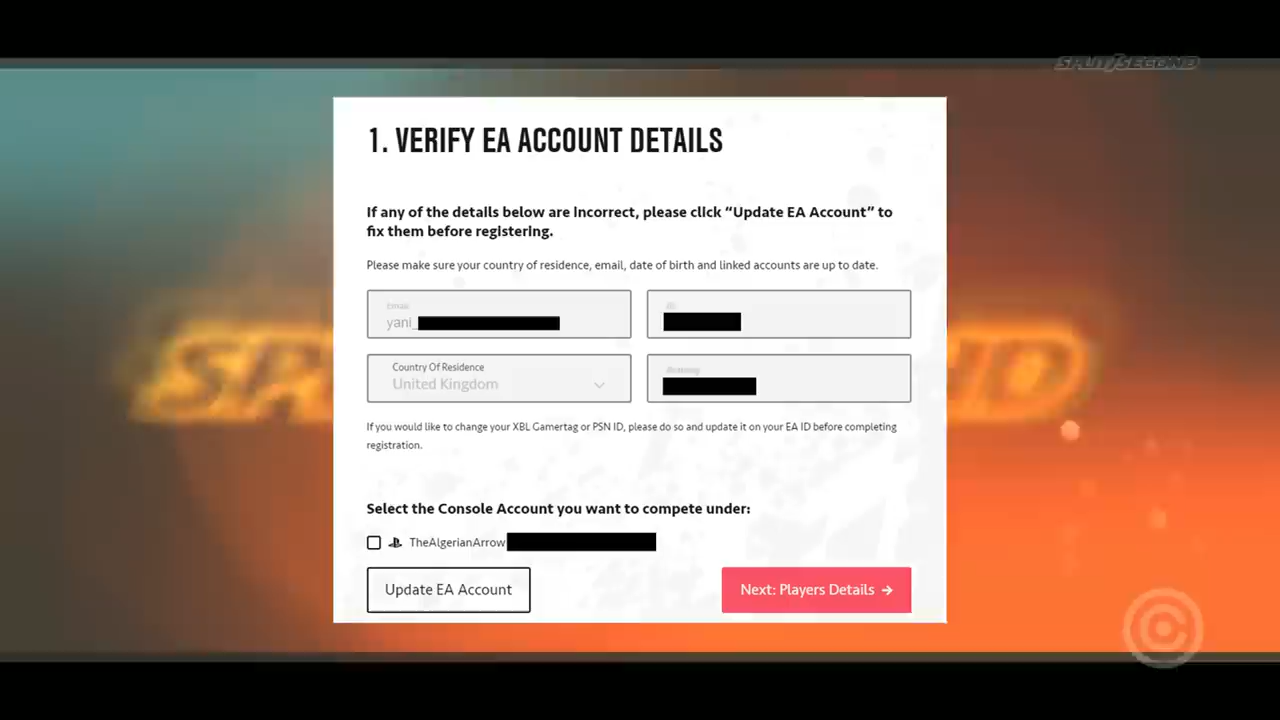 SPLIT/SECOND
1. VERIFY EA ACCOUNT DETAILS
If any of the details below are incorrect, please click “Update EA Account” to
fix them before registering.
Please make sure your country of residence, email, date of birth and linked accounts are up to date.
Email
yani_
Country Of Residence
United Kingdom
If you would like to change your XBL Gamertag or PSN ID, please do so and update it on your EA ID before completing
registration.
Select the Console Account you want to compete under:
TheAlgerianArrow
Update EA Account
Next: Players Details →